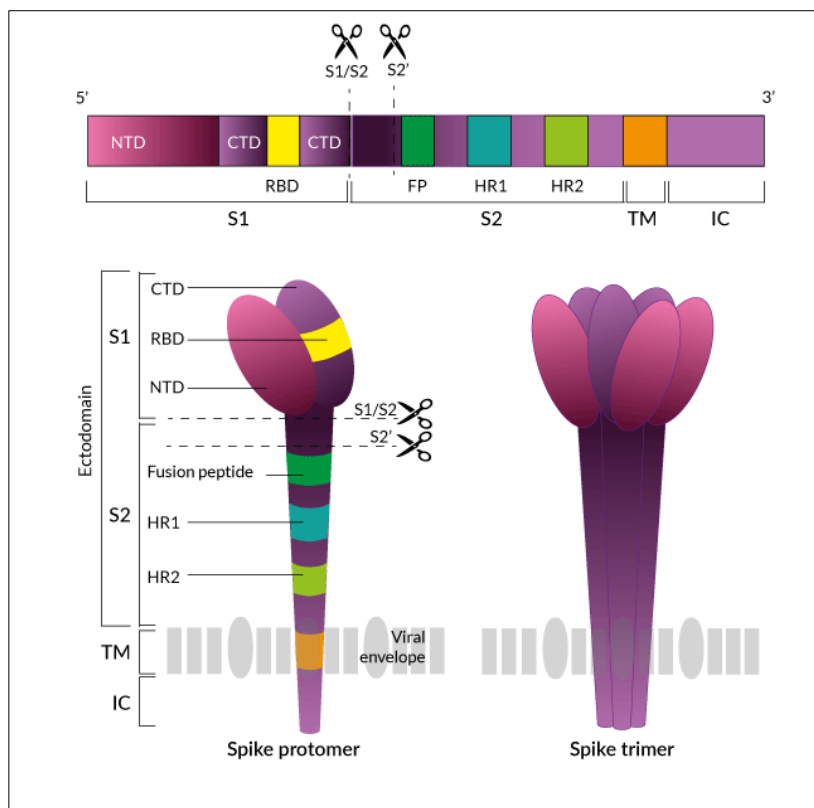 S1/S2 S2’
5’ 3’
NTD CTD CTD
RBD FP HR1 HR2
S1 S2 TM IC
CTD
S1 RBD
NTD
S1/S2
S2’
Ectodomain
Fusion peptide
S2 HR1
HR2
TM Viral
envelope
IC
Spike protomer Spike trimer